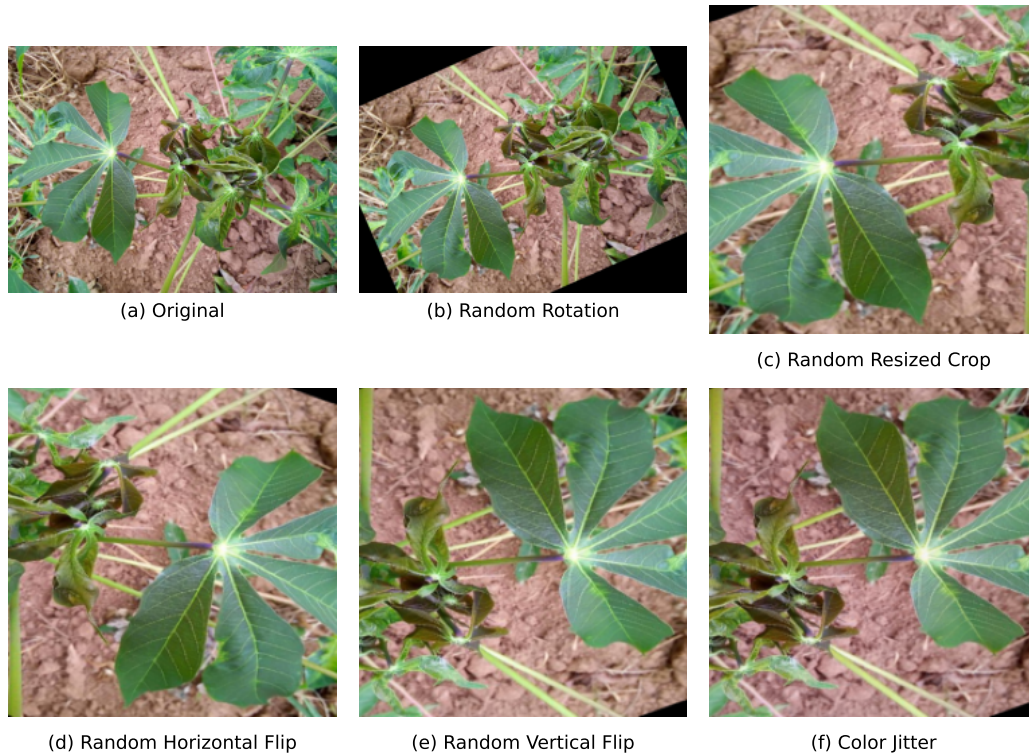 (a) Original
(b) Random Rotation
(c) Random Resized Crop
(d) Random Horizontal Flip
(e) Random Vertical Flip
(f) Color Jitter